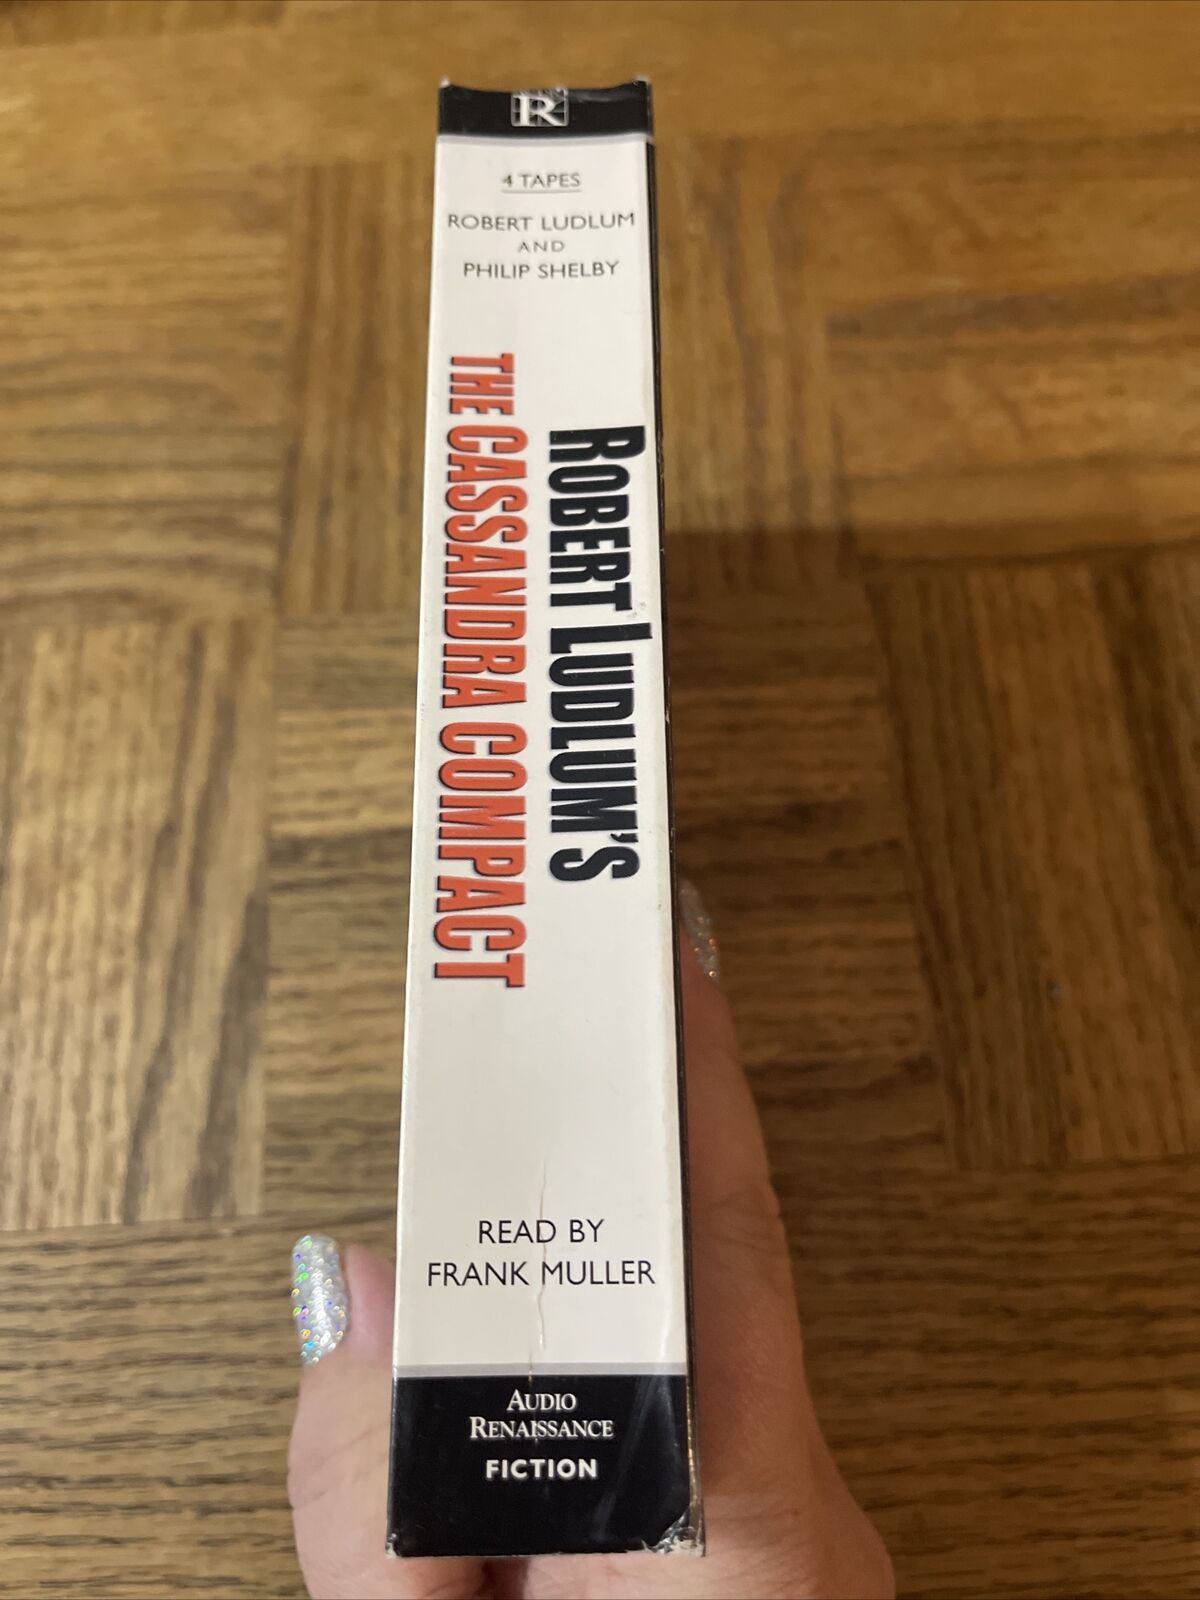 R
4 TAPES
ROBERT LUDLUM
AND
PHILIP SHELBY
ROBERT LUDLUM'S
THE CASSANDRA COMPACT
READ BY
FRANK MULLER
AUDIO
RENAISSANCE
FICTION